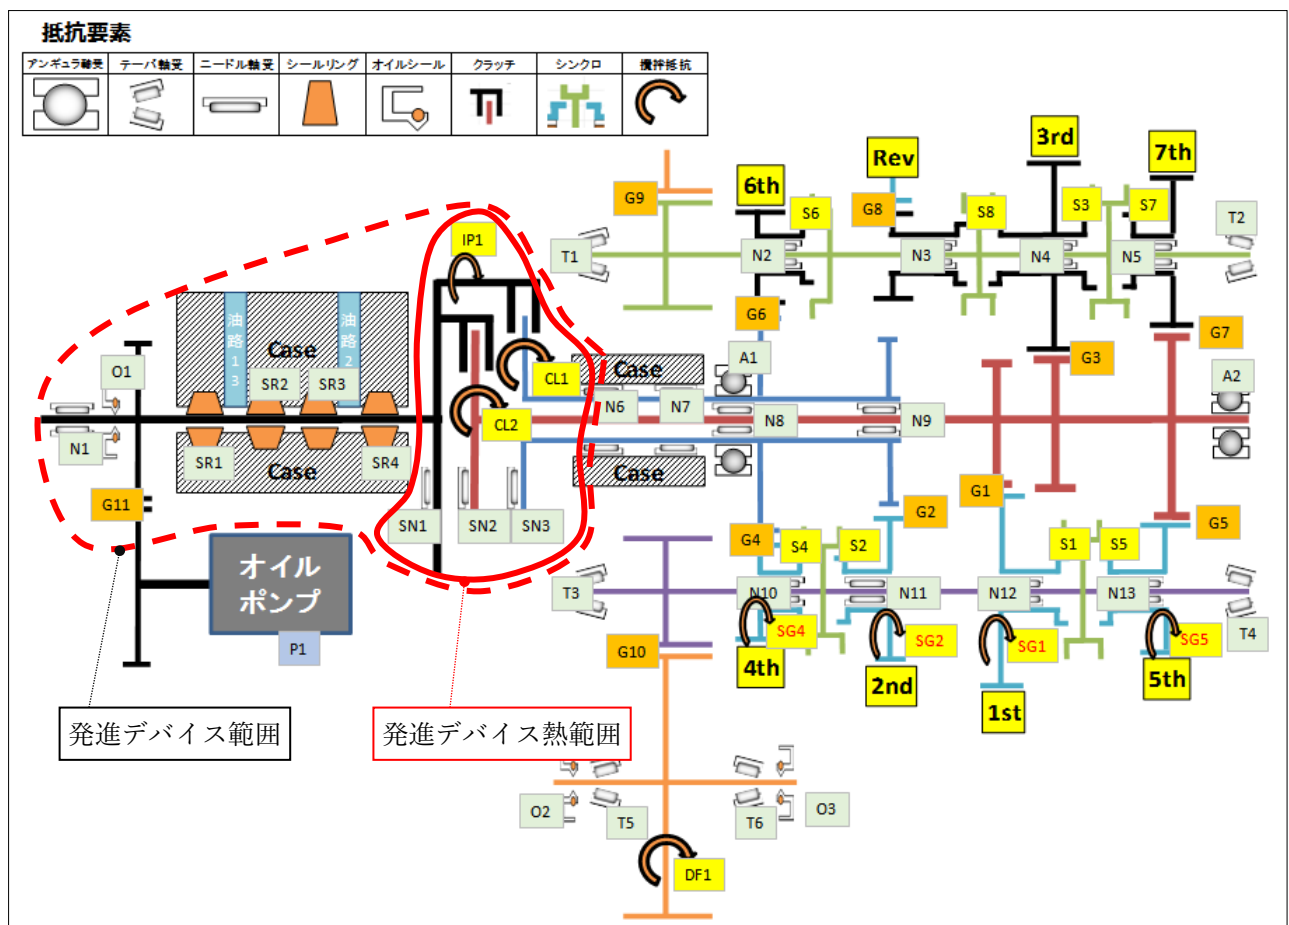 抵抗要素
アンギュラ軸受 テーパ軸受 ニードル軸受 シールリング オイルシール クラッチ シンクロ 攪拌抵抗
3rd
Rev
7th
6th
G9
S6
G8
S8
S3
S7
T2
IP1
T1
N2
N3
N4
N5
油路13
油路2
G6
G7
Case
O1
SR2
SR3
A1
G3
Case
CL1
A2
N6
N7
N8
N9
CL2
N1
SR1
Case
SR4
Case
G1
G11
SN1
SN2
SN3
G2
G4
S4
S2
S1
S5
G5
オイル
ポンプ
P1
T3
N10
N11
N12
N13
SG4
SG2
SG1
SG5
T4
G10
4th
2nd
1st
5th
発進デバイス範囲
発進デバイス熱範囲
O2
T5
T6
O3
DF1